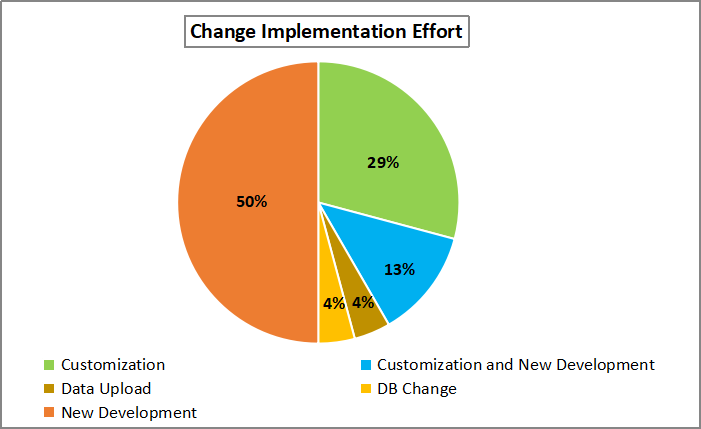 Change Implementation Effort
29%
50%
13%
4%
4%
Customization
Customization and New Development
Data Upload
DB Change
New Development